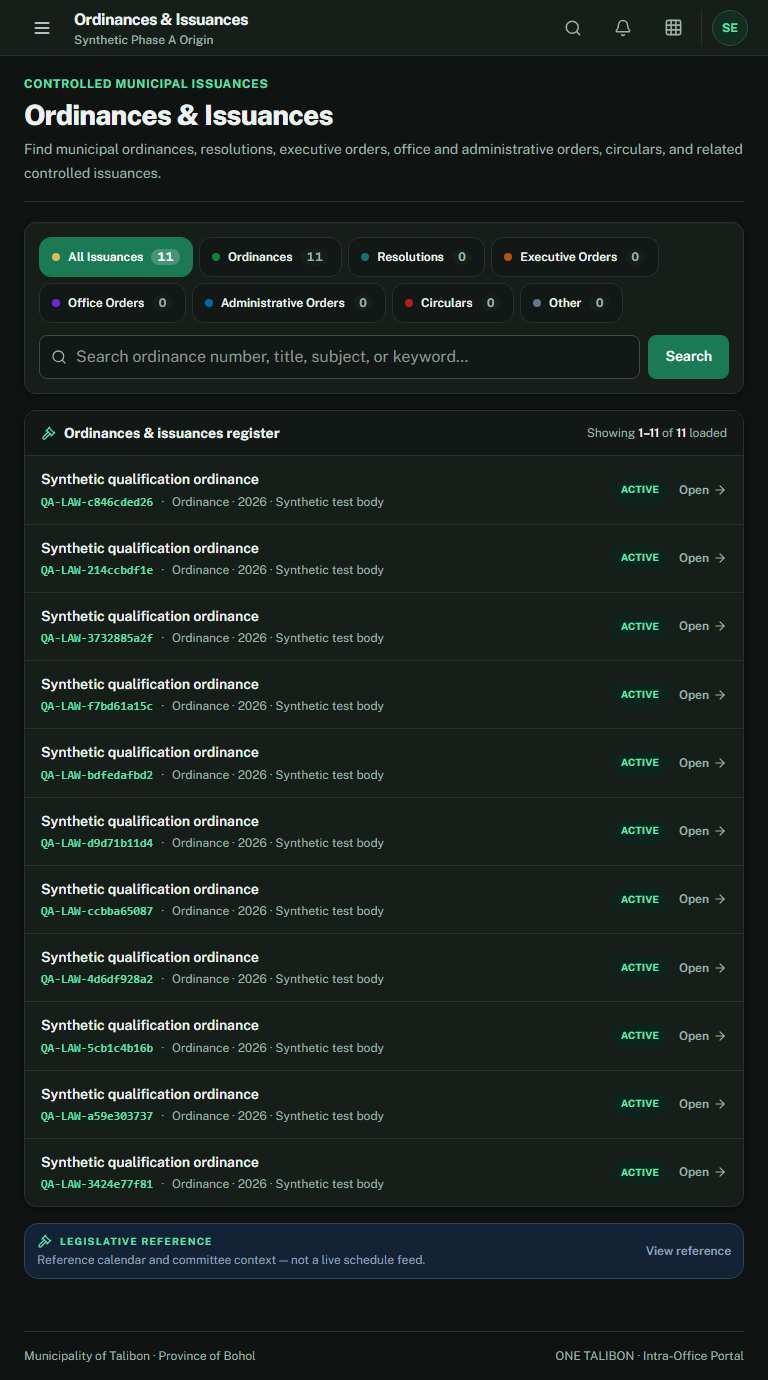 Ordinances & Issuances
Synthetic Phase A Origin
SE
CONTROLLED MUNICIPAL ISSUANCES
Ordinances & Issuances
Find municipal ordinances, resolutions, executive orders, office and administrative orders, circulars, and related
controlled issuances.
All Issuances 11 Ordinances 11 Resolutions 0 Executive Orders 0
Office Orders 0 Administrative Orders 0 Circulars 0 Other 0
Search ordinance number, title, subject, or keyword... Search
Ordinances & issuances register Showing 1–11 of 11 loaded
Synthetic qualification ordinance
QA-LAW-c846cded26 · Ordinance · 2026 · Synthetic test body ACTIVE Open →
Synthetic qualification ordinance
QA-LAW-214ccbdf1e · Ordinance · 2026 · Synthetic test body ACTIVE Open →
Synthetic qualification ordinance
QA-LAW-3732885a2f · Ordinance · 2026 · Synthetic test body ACTIVE Open →
Synthetic qualification ordinance
QA-LAW-f7bd61a15c · Ordinance · 2026 · Synthetic test body ACTIVE Open →
Synthetic qualification ordinance
QA-LAW-bdfedafbd2 · Ordinance · 2026 · Synthetic test body ACTIVE Open →
Synthetic qualification ordinance
QA-LAW-d9d71b11d4 · Ordinance · 2026 · Synthetic test body ACTIVE Open →
Synthetic qualification ordinance
QA-LAW-ccbba65087 · Ordinance · 2026 · Synthetic test body ACTIVE Open →
Synthetic qualification ordinance
QA-LAW-4d6df928a2 · Ordinance · 2026 · Synthetic test body ACTIVE Open →
Synthetic qualification ordinance
QA-LAW-5cb1c4b16b · Ordinance · 2026 · Synthetic test body ACTIVE Open →
Synthetic qualification ordinance
QA-LAW-a59e303737 · Ordinance · 2026 · Synthetic test body ACTIVE Open →
Synthetic qualification ordinance
QA-LAW-3424e77f81 · Ordinance · 2026 · Synthetic test body ACTIVE Open →
LEGISLATIVE REFERENCE
Reference calendar and committee context — not a live schedule feed. View reference
Municipality of Talibon · Province of Bohol ONE TALIBON · Intra-Office Portal